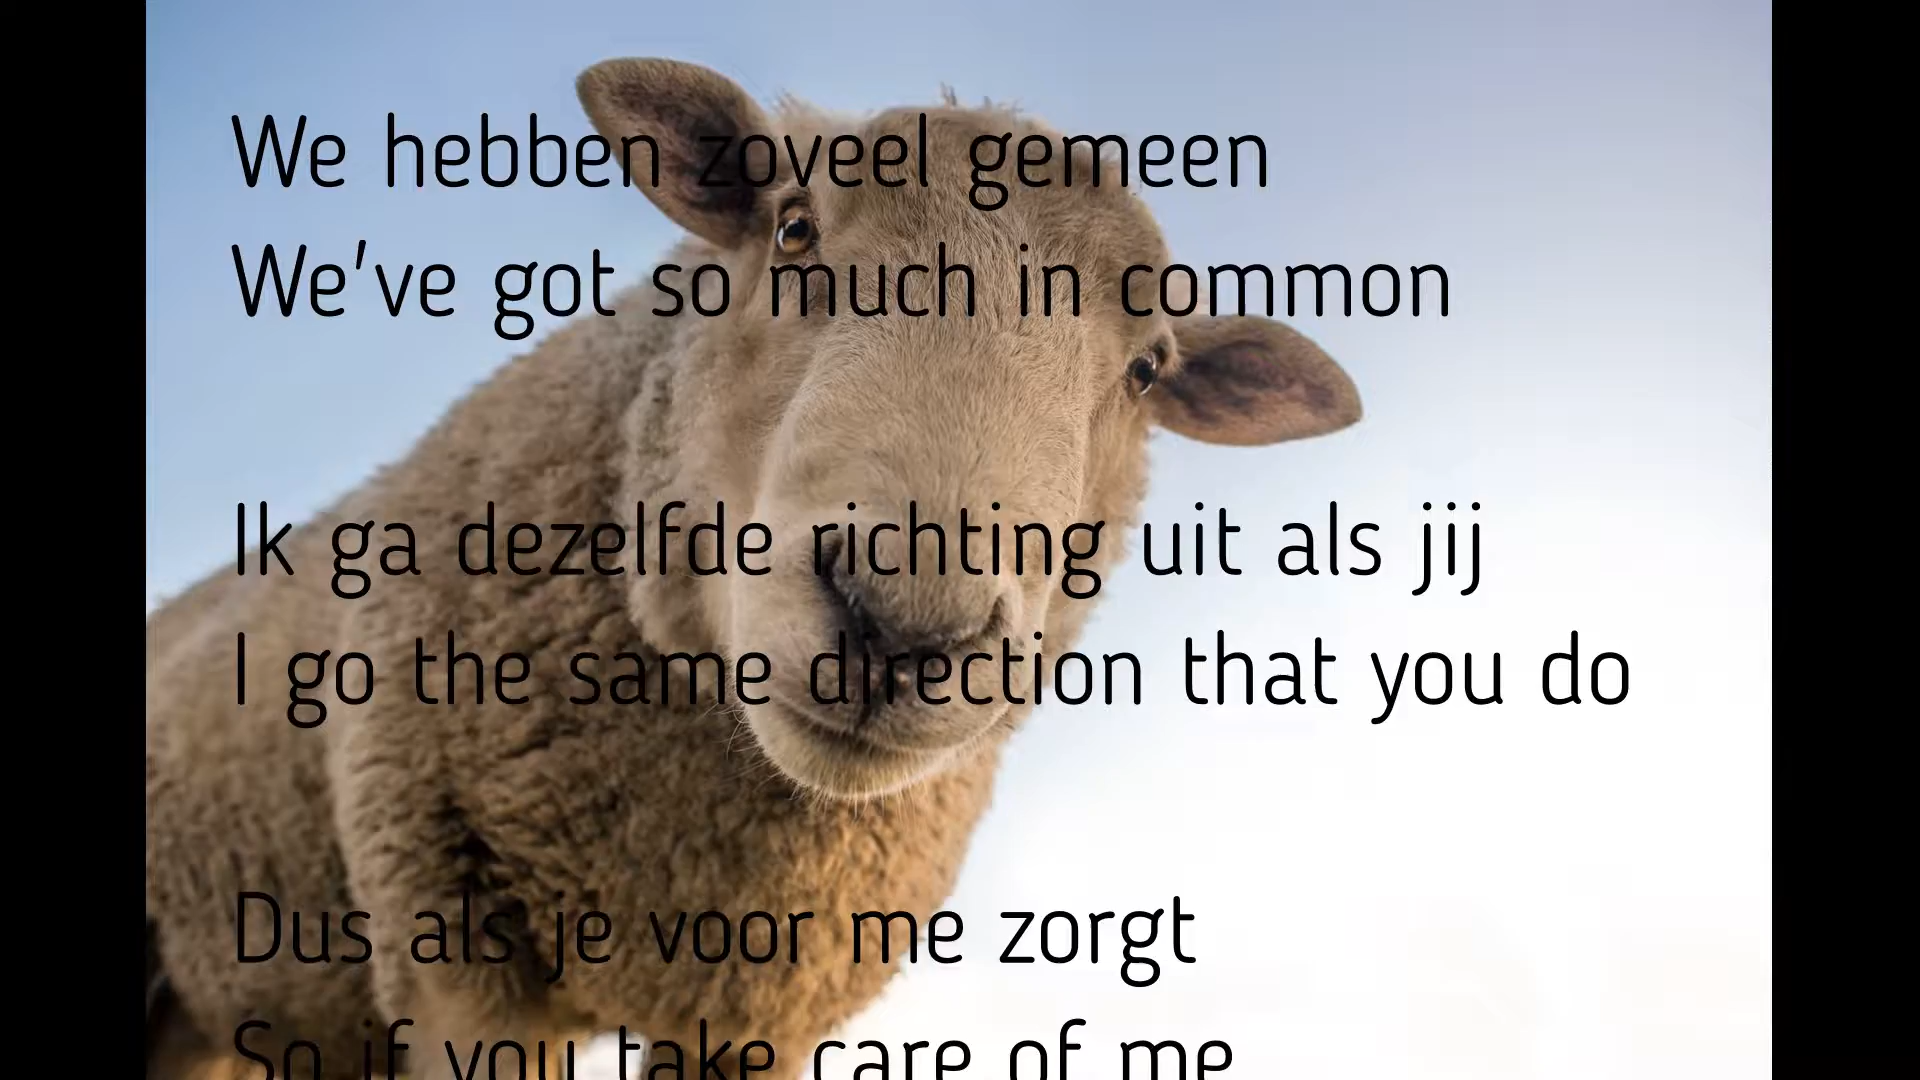 We hebben zoveel gemeen
We've got so much in common
Ik ga dezelfde richting uit als jij
I go the same direction that you do
Dus als je voor me zorgt
So if you take care of me